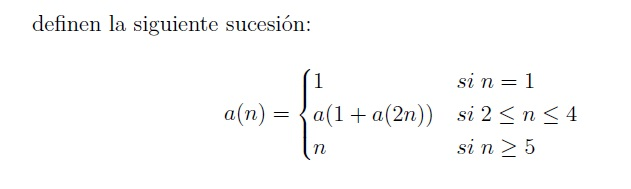 definen la siguiente sucesión:
1 si n = 1
a(n) = { a(1 + a(2n)) si 2 ≤ n ≤ 4
n si n ≥ 5